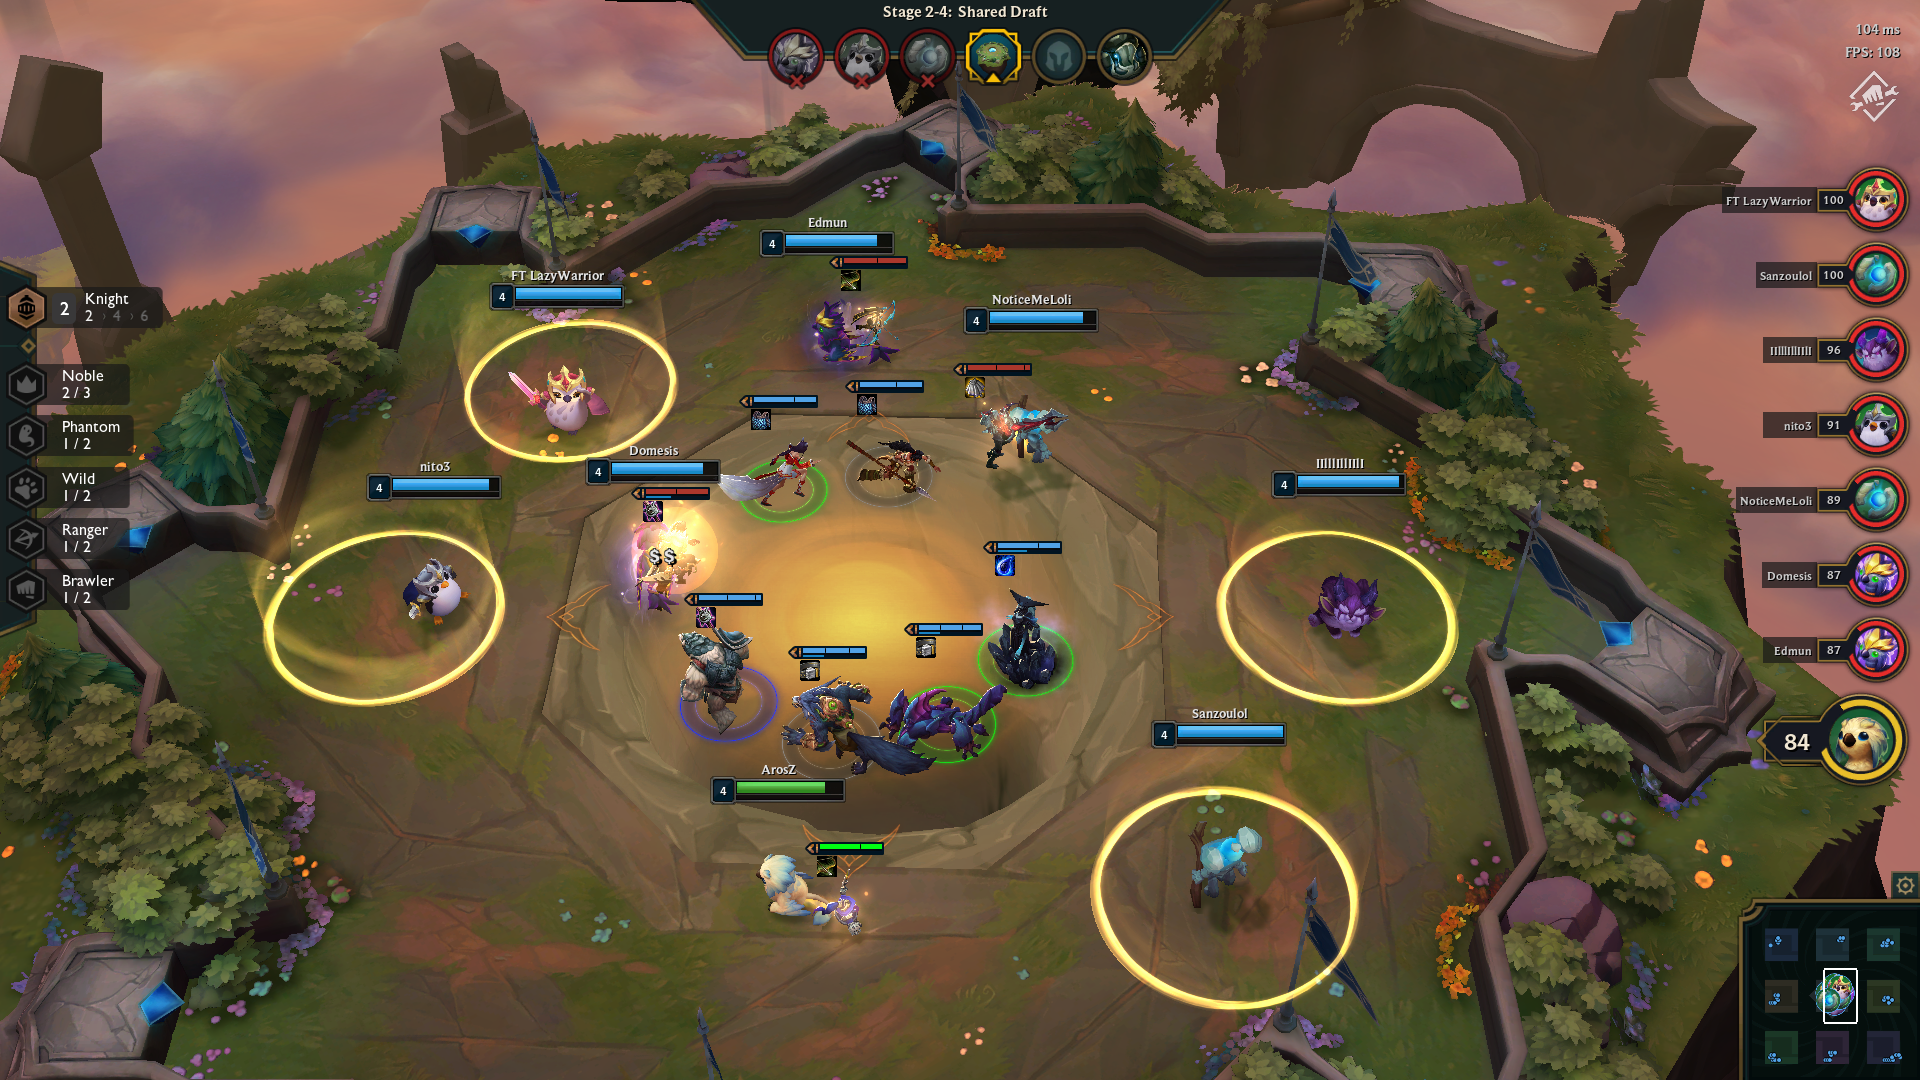 Stage 2-4: Shared Draft
104 ms
FPS: 108
2
Knight
2 › 4 › 6
Noble
2 / 3
Phantom
1 / 2
Wild
1 / 2
Ranger
1 / 2
Brawler
1 / 2
Edmun
4
FT LazyWarrior
4
NoticeMeLoli
4
Domesis
4
nito3
4
4
$ $
Sanzoulol
4
ArosZ
4
FT LazyWarrior 100
Sanzoulol 100
96
nito3 91
NoticeMeLoli 89
Domesis 87
Edmun 87
84